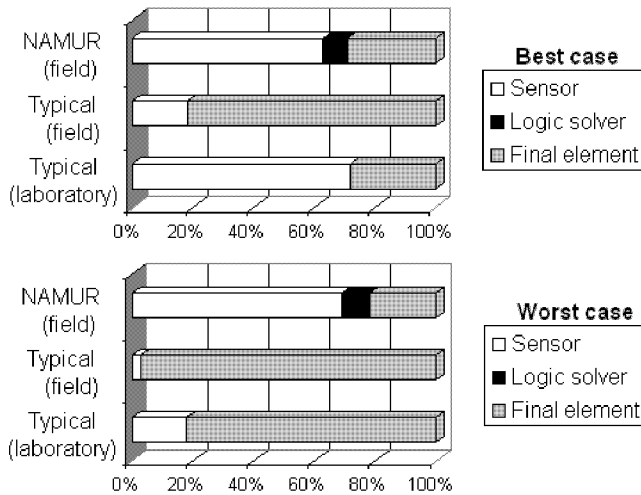 NAMUR
(field)
Typical
(field)
Typical
(laboratory)
0% 20% 40% 60% 80% 100%
Best case
Sensor
Logic solver
Final element
NAMUR
(field)
Typical
(field)
Typical
(laboratory)
0% 20% 40% 60% 80% 100%
Worst case
Sensor
Logic solver
Final element